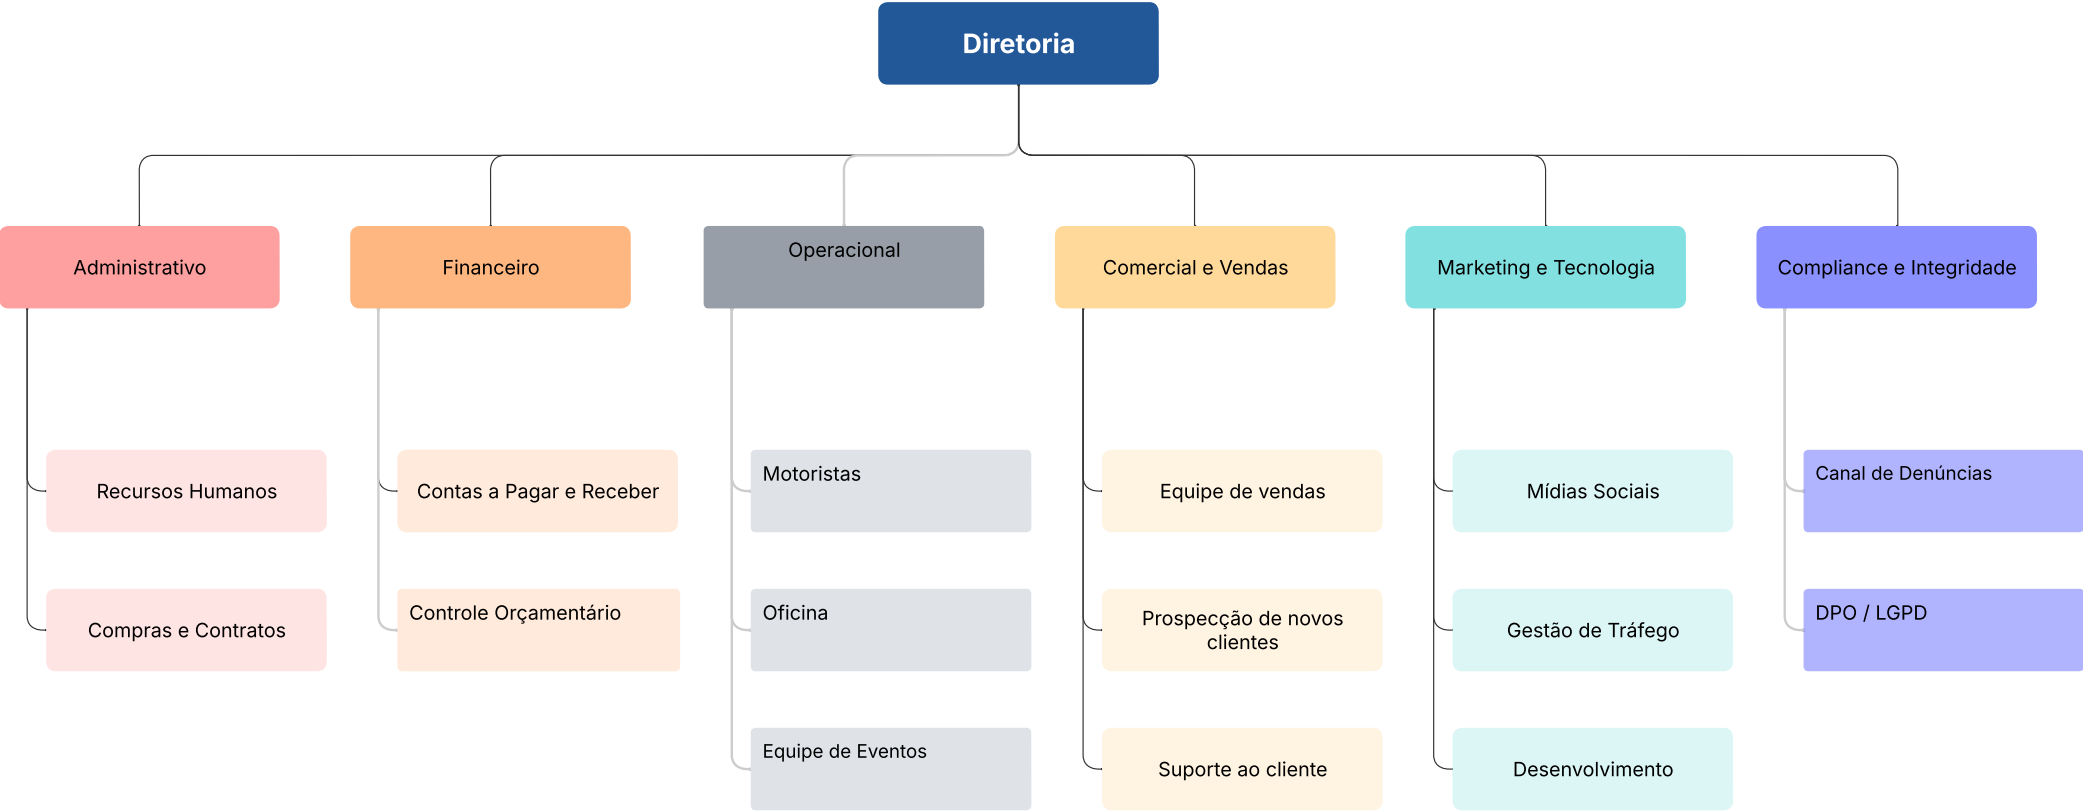 Diretoria
Administrativo
Financeiro
Operacional
Comercial e Vendas
Marketing e Tecnologia
Compliance e Integridade
Recursos Humanos
Contas a Pagar e Receber
Motoristas
Equipe de vendas
Mídias Sociais
Canal de Denúncias
Compras e Contratos
Controle Orçamentário
Oficina
Prospecção de novos
clientes
Gestão de Tráfego
DPO / LGPD
Equipe de Eventos
Suporte ao cliente
Desenvolvimento